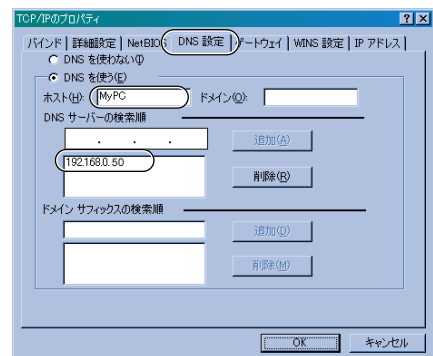 TCP/IPのプロパティ
バインド 詳細設定 NetBIOS DNS 設定 ゲートウェイ WINS 設定 IP アドレス
DNS を使わない(I)
DNS を使う(E)
ホスト(H): MyPC ドメイン(O):
DNS サーバーの検索順
. . . 追加(A)
192.168.0.50
削除(R)
ドメイン サフィックスの検索順
追加(D)
削除(M)
OK キャンセル